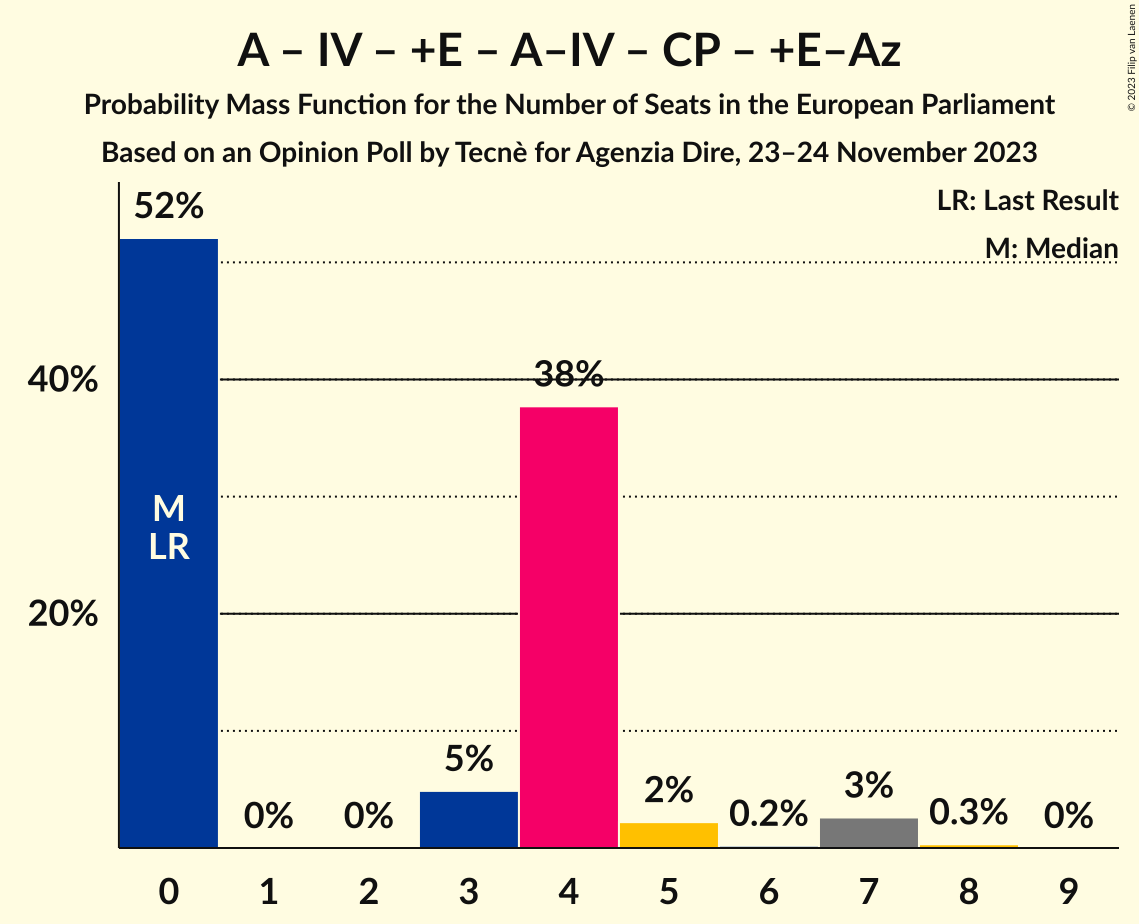 A – IV – +E – A–IV – CP – +E–Az
Probability Mass Function for the Number of Seats in the European Parliament
Based on an Opinion Poll by Tecnè for Agenzia Dire, 23–24 November 2023
© 2023 Filip van Laenen
LR: Last Result
M: Median
52%
40%
38%
M
LR
20%
5%
0%
0%
2%
0.2%
3%
0.3%
0%
0 1 2 3 4 5 6 7 8 9